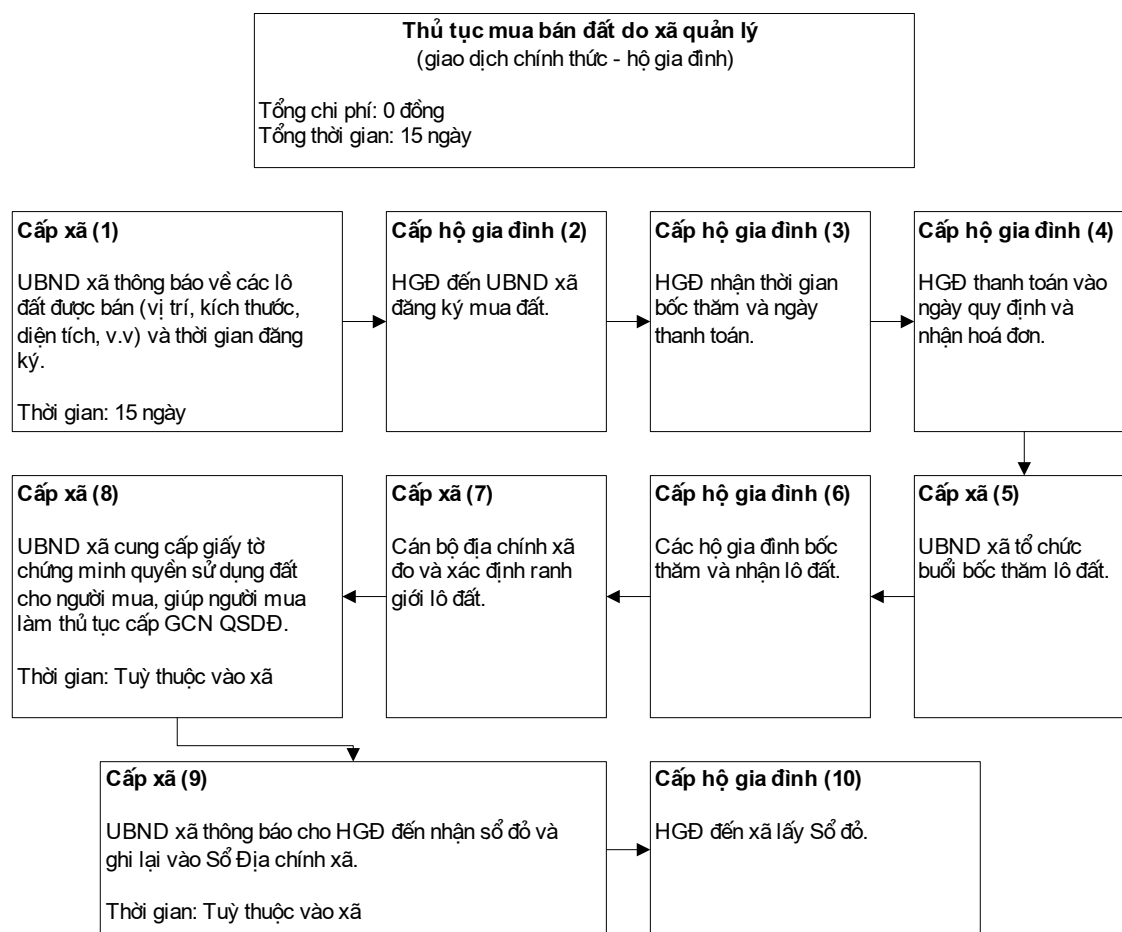 Thủ tục mua bán đất do xã quản lý
(giao dịch chính thức - hộ gia đình)
Tổng chi phí: 0 đồng
Tổng thời gian: 15 ngày
Cấp xã (1)
UBND xã thông báo về các lô
đất được bán (vị trí, kích thước,
diện tích, v.v) và thời gian đăng
ký.
Thời gian: 15 ngày
Cấp hộ gia đình (2)
HGĐ đến UBND xã
đăng ký mua đất.
Cấp hộ gia đình (3)
HGĐ nhận thời gian
bốc thăm và ngày
thanh toán.
Cấp hộ gia đình (4)
HGĐ thanh toán vào
ngày quy định và
nhận hoá đơn.
Cấp xã (5)
UBND xã tổ chức
buổi bốc thăm lô đất.
Cấp hộ gia đình (6)
Các hộ gia đình bốc
thăm và nhận lô đất.
Cấp xã (7)
Cán bộ địa chính xã
đo và xác định ranh
giới lô đất.
Cấp xã (8)
UBND xã cung cấp giấy tờ
chứng minh quyền sử dụng đất
cho người mua, giúp người mua
làm thủ tục cấp GCN QSDĐ.
Thời gian: Tuỳ thuộc vào xã
Cấp xã (9)
UBND xã thông báo cho HGĐ đến nhận sổ đỏ và
ghi lại vào Sổ Địa chính xã.
Thời gian: Tuỳ thuộc vào xã
Cấp hộ gia đình (10)
HGĐ đến xã lấy Sổ đỏ.